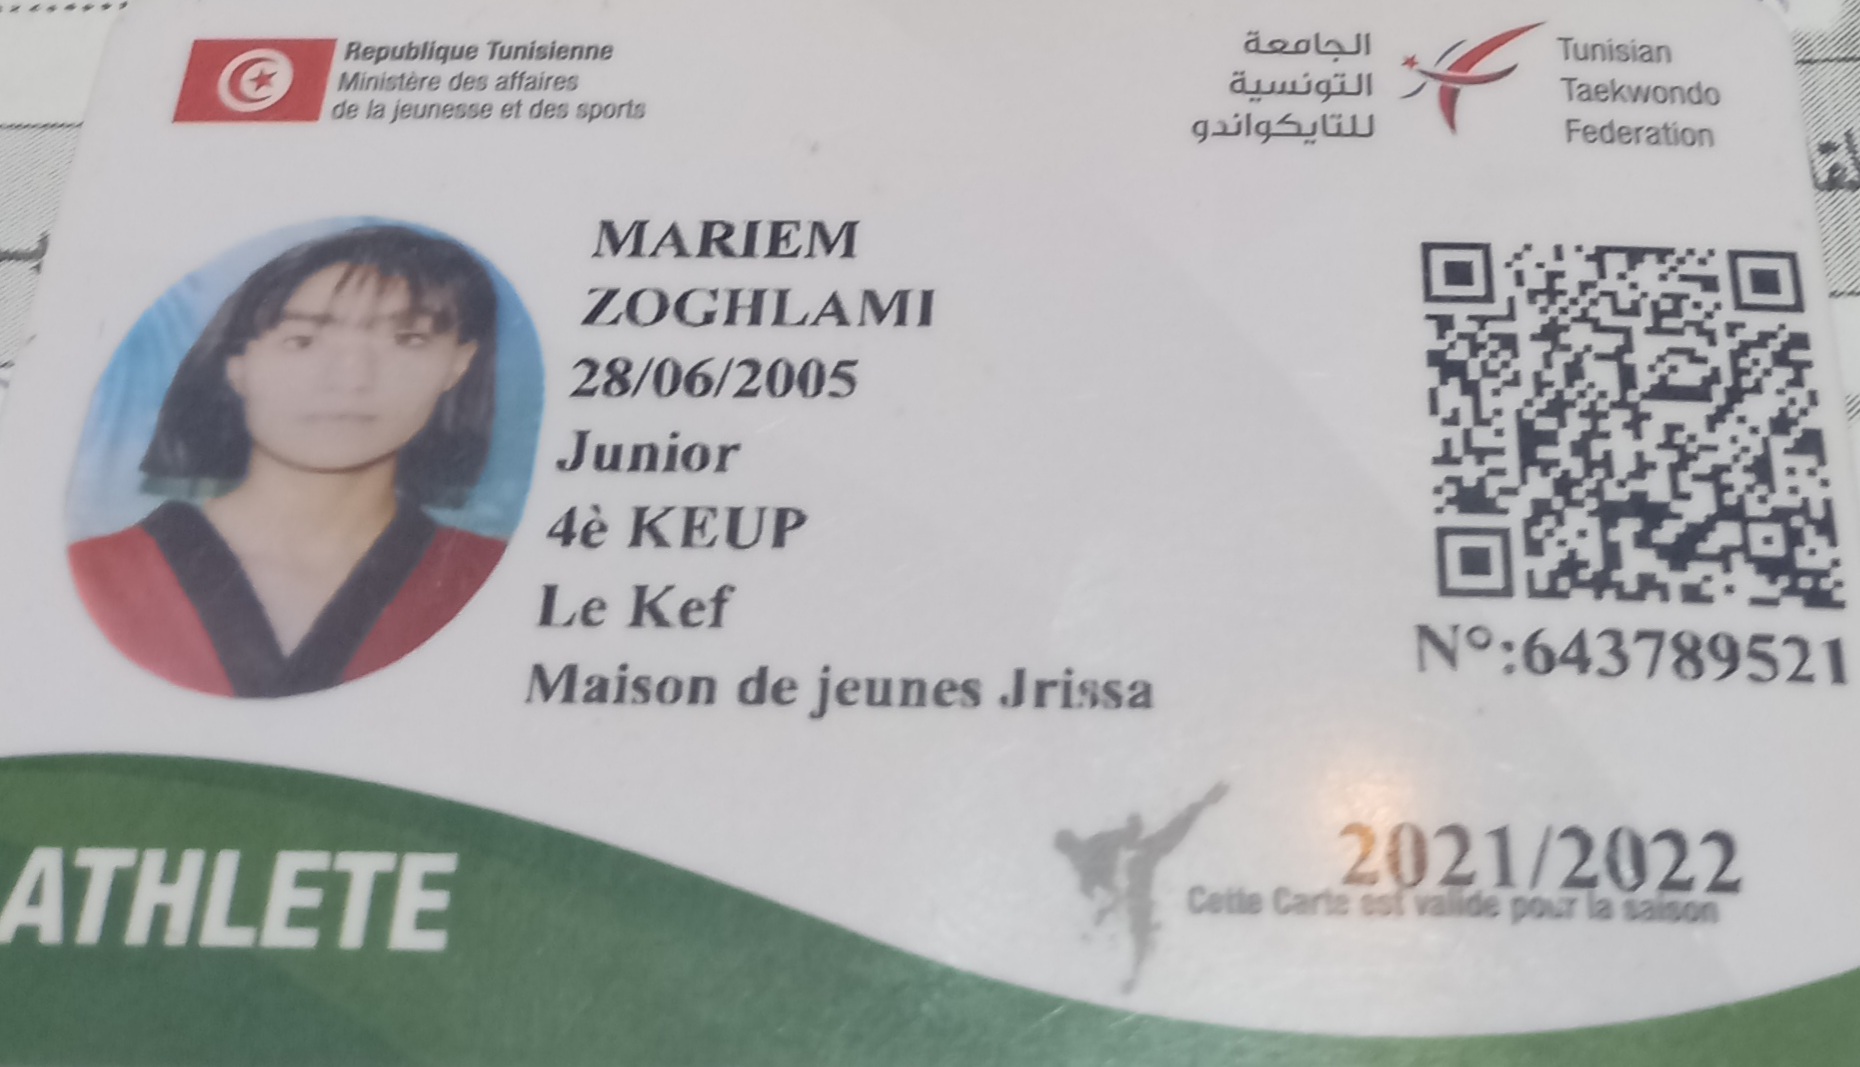 Republique Tunisienne
Ministère des affaires
de la jeunesse et des sports
الجامعة
التونسية
للتايكواندو
Tunisian
Taekwondo
Federation
MARIEM
ZOGHLAMI
28/06/2005
Junior
4è KEUP
Le Kef
Maison de jeunes Jrissa
N°:643789521
ATHLETE
2021/2022
Cette Carte est valide pour la saison